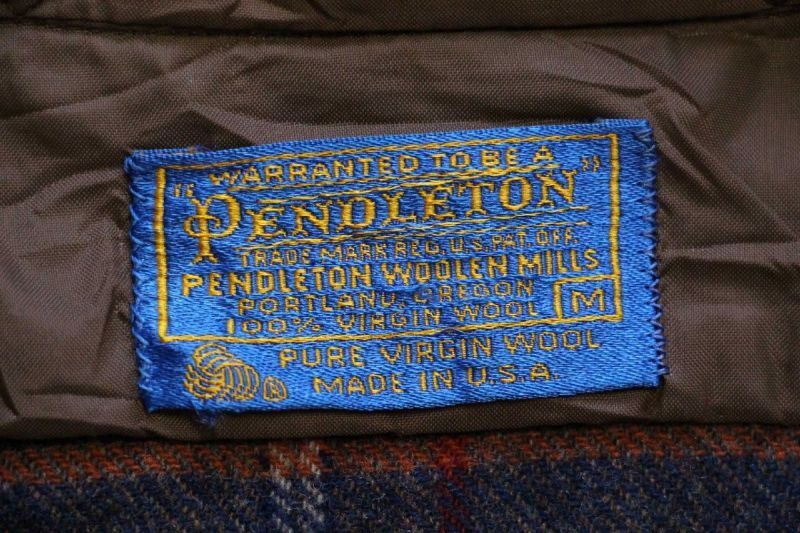 WARRANTED TO BE A
"PENDLETON"
TRADE MARK REG. U.S. PAT. OFF.
PENDLETON WOOLEN MILLS
PORTLAND, OREGON
100% VIRGIN WOOL M
PURE VIRGIN WOOL
® MADE IN U.S.A.